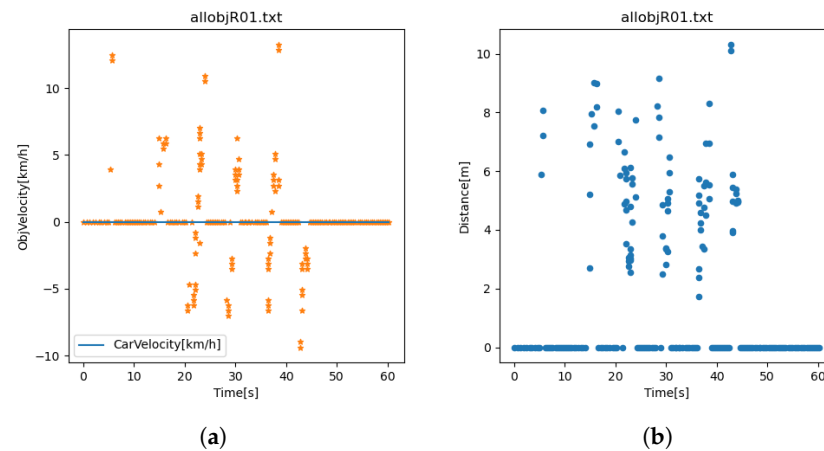 allobjR01.txt
ObjVelocity[km/h]
10
5
0
−5
−10
CarVelocity[km/h]
0 10 20 30 40 50 60
Time[s]
(a)
allobjR01.txt
Distance[m]
10
8
6
4
2
0
0 10 20 30 40 50 60
Time[s]
(b)